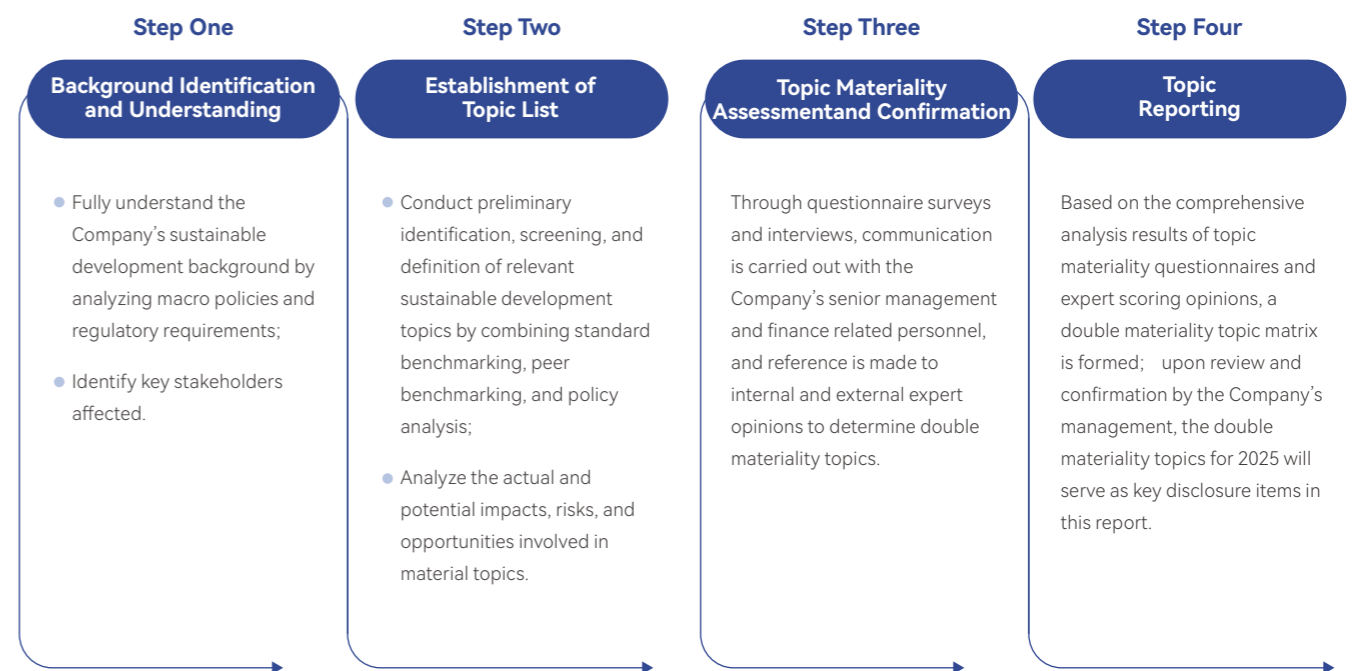 Step One
Background Identification
and Understanding
Fully understand the
Company's sustainable
development background by
analyzing macro policies and
regulatory requirements;
Identify key stakeholders
affected.
Step Two
Establishment of
Topic List
Conduct preliminary
identification, screening, and
definition of relevant
sustainable development
topics by combining standard
benchmarking, peer
benchmarking, and policy
analysis;
Analyze the actual and
potential impacts, risks, and
opportunities involved in
material topics.
Step Three
Topic Materiality
Assessmentand Confirmation
Through questionnaire surveys
and interviews, communication
is carried out with the
Company's senior management
and finance related personnel,
and reference is made to
internal and external expert
opinions to determine double
materiality topics.
Step Four
Topic
Reporting
Based on the comprehensive
analysis results of topic
materiality questionnaires and
expert scoring opinions, a
double materiality topic matrix
is formed;   upon review and
confirmation by the Company's
management, the double
materiality topics for 2025 will
serve as key disclosure items in
this report.